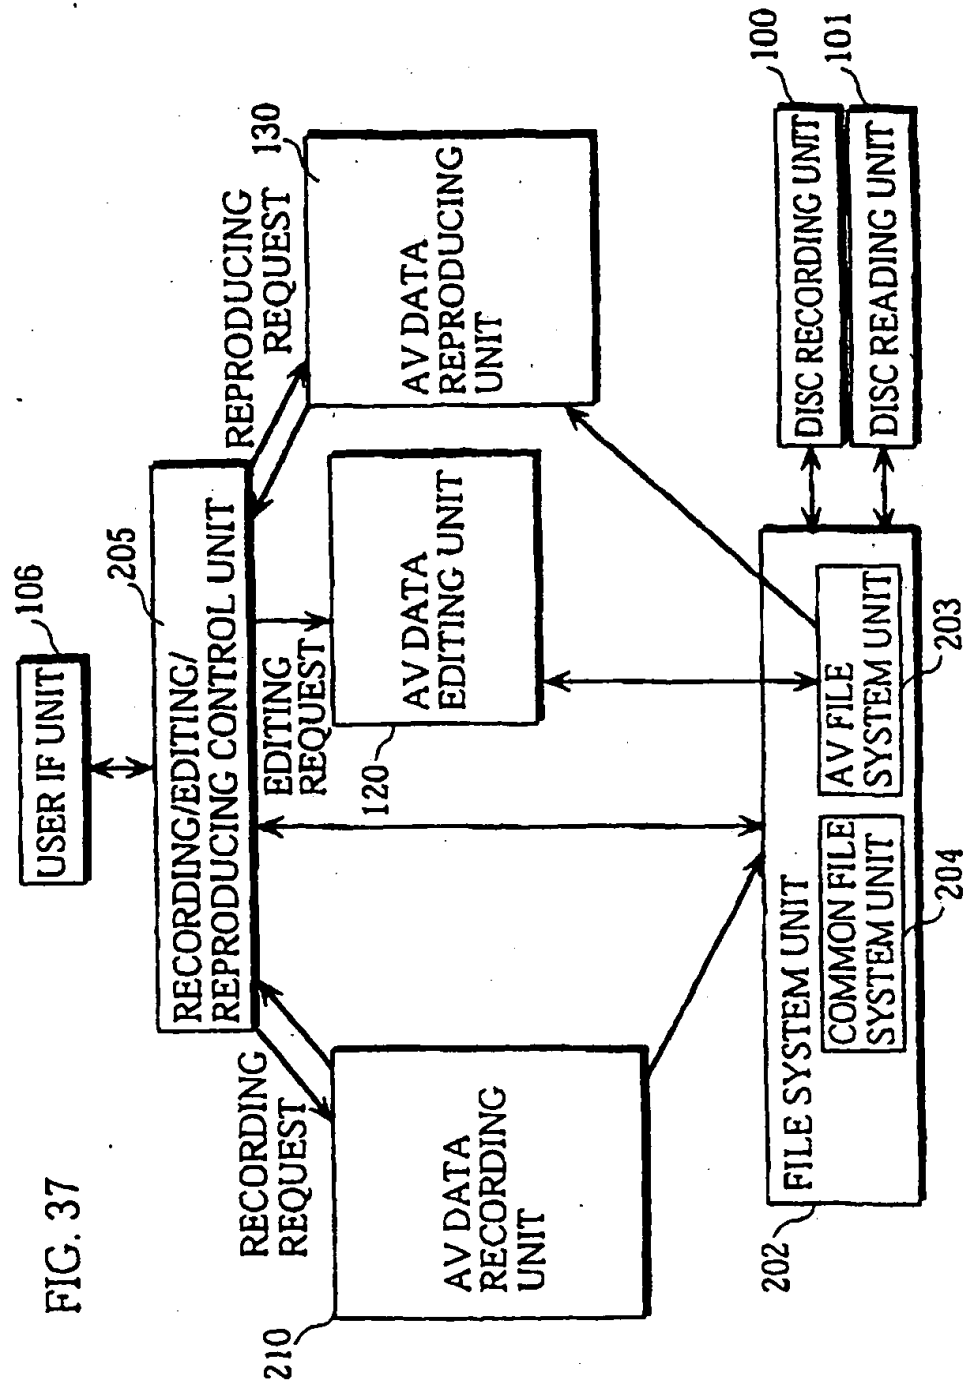 FIG. 37
USER IF UNIT
106
RECORDING/EDITING/
REPRODUCING CONTROL UNIT
205
RECORDING
REQUEST
EDITING
REQUEST
REPRODUCING
REQUEST
210
AV DATA
RECORDING
UNIT
120
AV DATA
EDITING UNIT
130
AV DATA
REPRODUCING
UNIT
202
FILE SYSTEM UNIT
COMMON FILE
SYSTEM UNIT
204
AV FILE
SYSTEM UNIT
203
DISC RECORDING UNIT
100
DISC READING UNIT
101